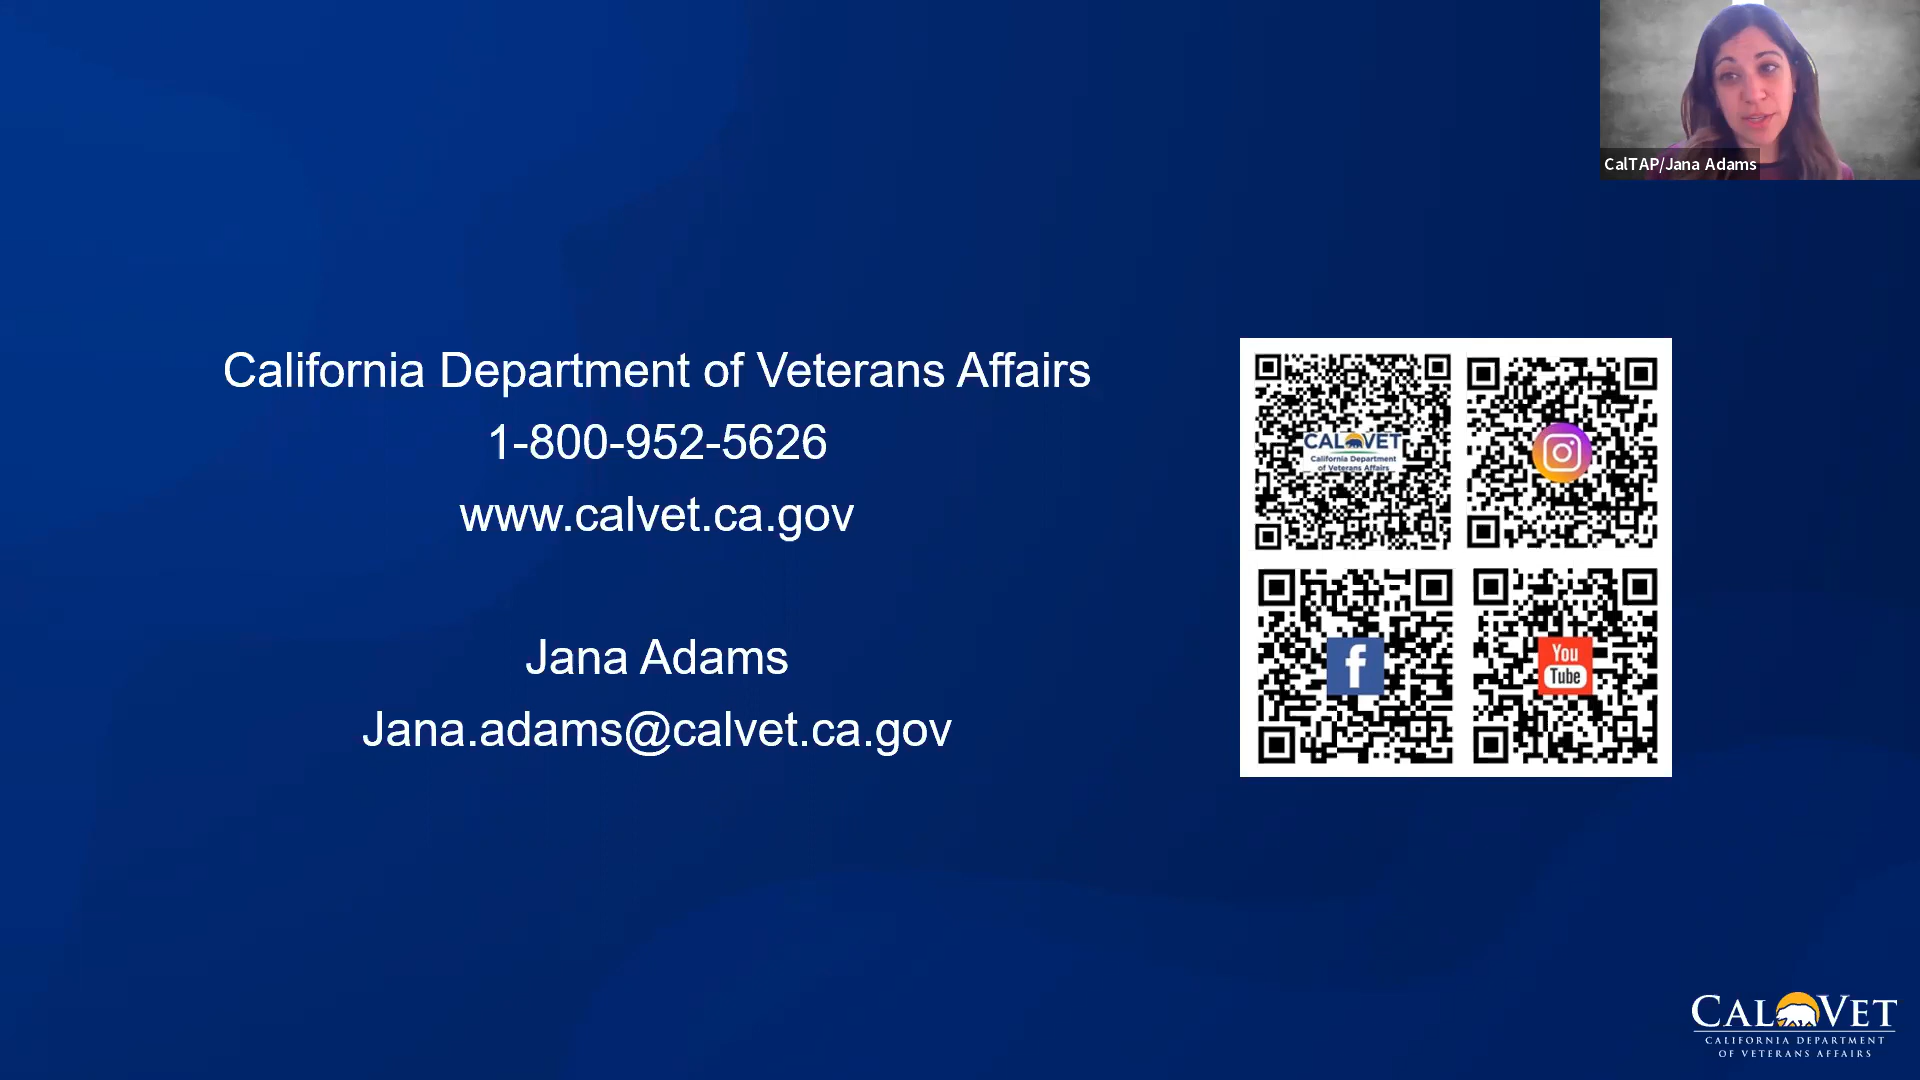 CalTAP/Jana Adams
California Department of Veterans Affairs
1-800-952-5626
www.calvet.ca.gov
Jana Adams
Jana.adams@calvet.ca.gov
CALVET
California Department
of Veterans Affairs
f
You
Tube
CALVET
CALIFORNIA DEPARTMENT
OF VETERANS AFFAIRS